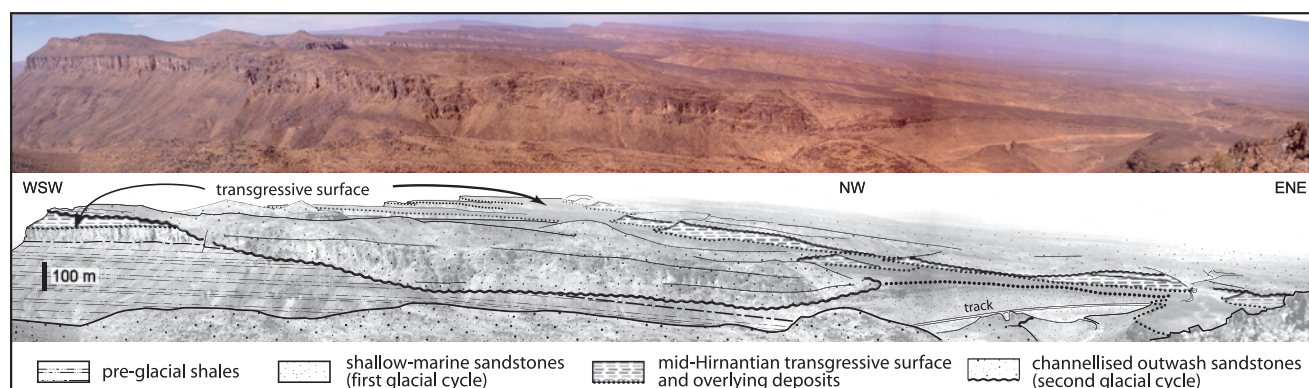 WSW
transgressive surface
NW
ENE
100 m
track
pre-glacial shales
shallow-marine sandstones
(first glacial cycle)
mid-Hirnantian transgressive surface
and overlying deposits
channellised outwash sandstones
(second glacial cycle)